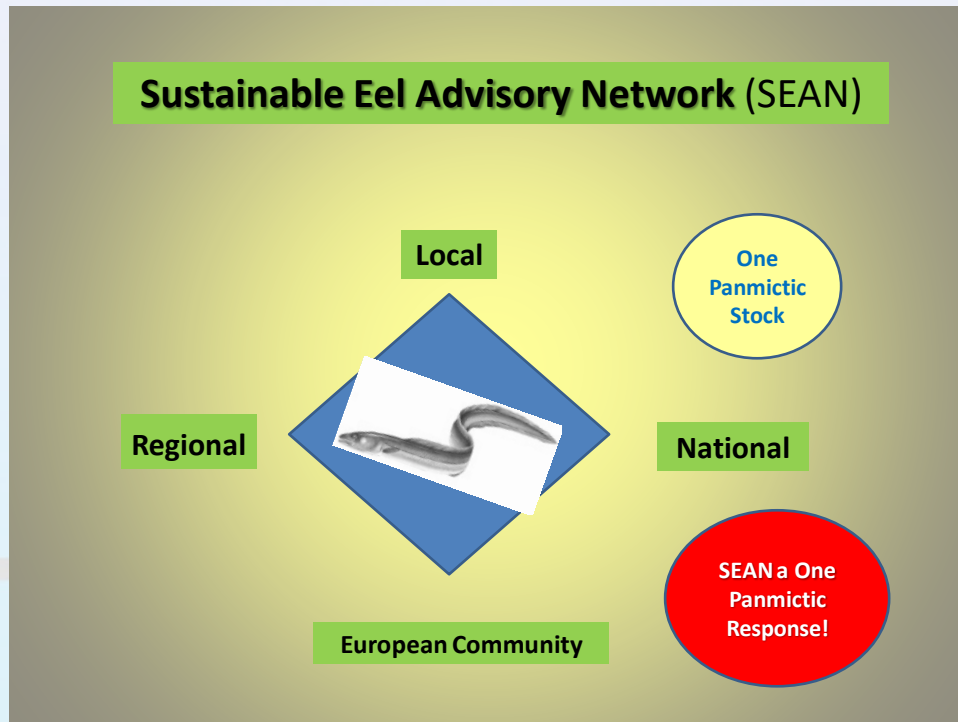 Sustainable Eel Advisory Network (SEAN)
Local
One
Panmictic
Stock
Regional
National
SEAN a One
Panmictic
Response!
European Community